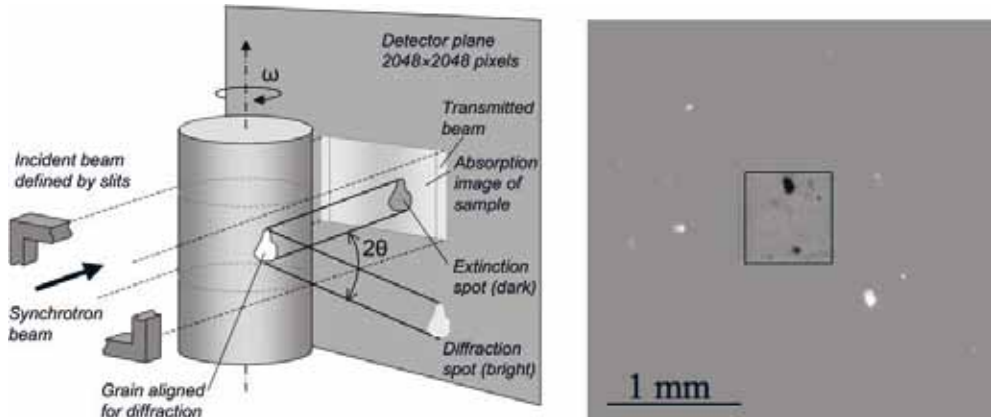 Detector plane
2048×2048 pixels
ω
Transmitted
beam
Absorption
image of
sample
Incident beam
defined by slits
2θ
Extinction
spot (dark)
Synchrotron
beam
Diffraction
spot (bright)
Grain aligned
for diffraction
1 mm